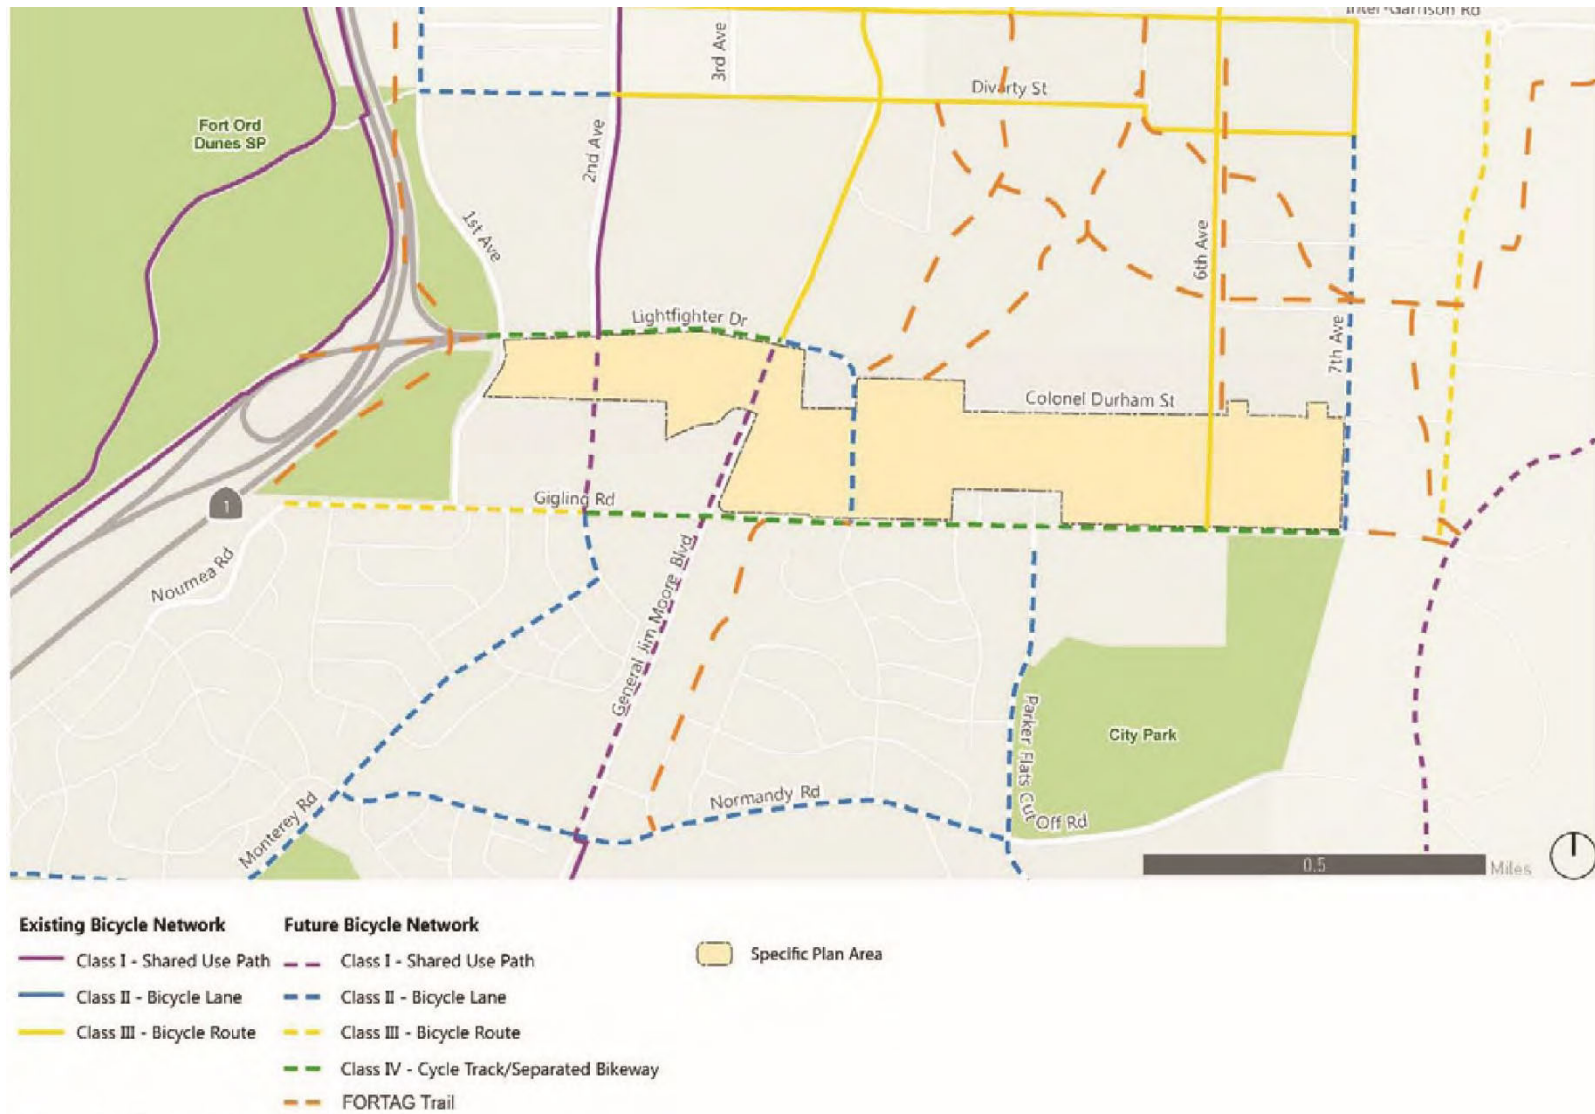 Inter-Garrison Rd
3rd Ave
Divarty St
Fort Ord
Dunes SP
2nd Ave
1st Ave
6th Ave
Lightfighter Dr
7th Ave
Colonel Durham St
Gigling Rd
1
Noumea Rd
General Jim Moore Blvd
Parker Flats Cut
Off Rd
City Park
Normandy Rd
Monterey Rd
0.5
Miles
Existing Bicycle Network
Class I - Shared Use Path
Class II - Bicycle Lane
Class III - Bicycle Route
Future Bicycle Network
Class I - Shared Use Path
Class II - Bicycle Lane
Class III - Bicycle Route
Class IV - Cycle Track/Separated Bikeway
FORTAG Trail
Specific Plan Area